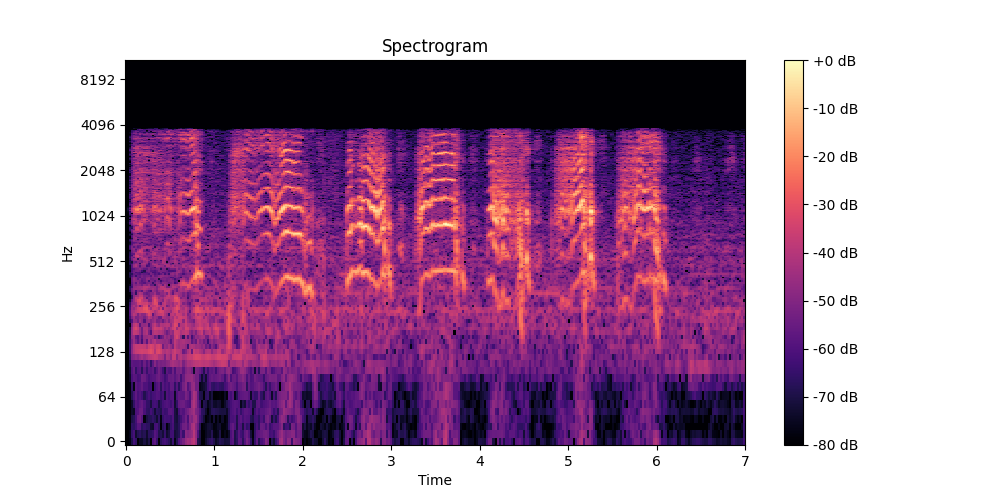 Spectrogram
8192
4096
2048
1024
512
256
128
64
0
Hz
0 1 2 3 4 5 6 7
Time
+0 dB
-10 dB
-20 dB
-30 dB
-40 dB
-50 dB
-60 dB
-70 dB
-80 dB